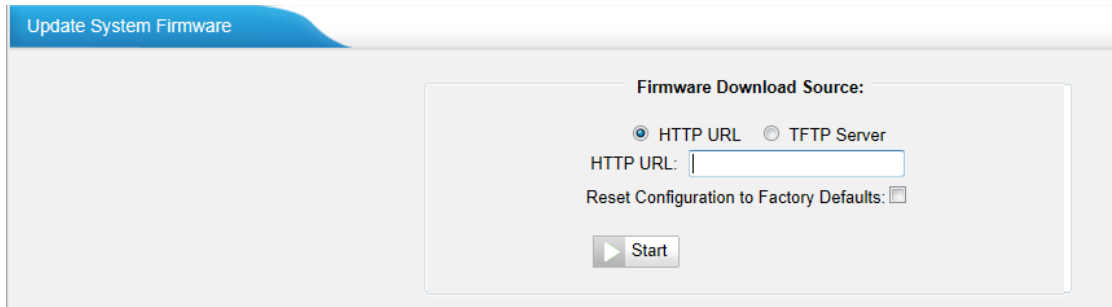 Update System Firmware
Firmware Download Source:
HTTP URL TFTP Server
HTTP URL:
Reset Configuration to Factory Defaults:
Start